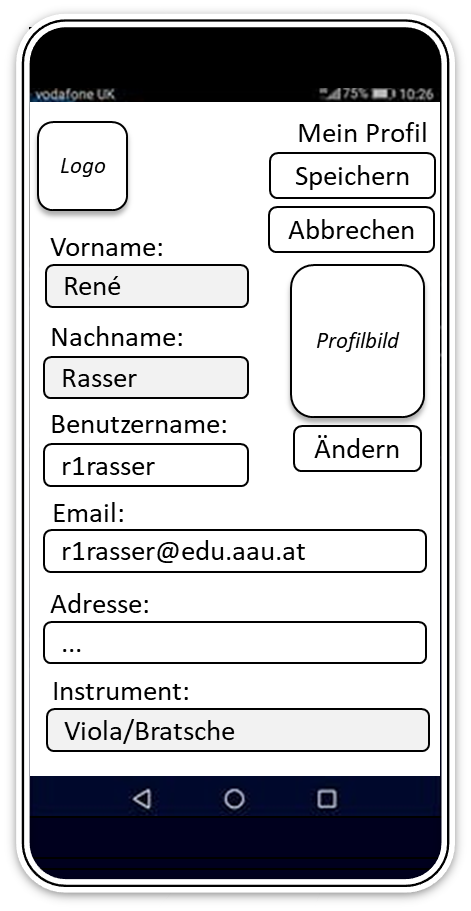 vodafone UK 75% 10:26
Mein Profil
Logo
Speichern
Abbrechen
Vorname:
René
Profilbild
Nachname:
Rasser
Benutzername:
Ändern
r1rasser
Email:
r1rasser@edu.aau.at
Adresse:
...
Instrument:
Viola/Bratsche